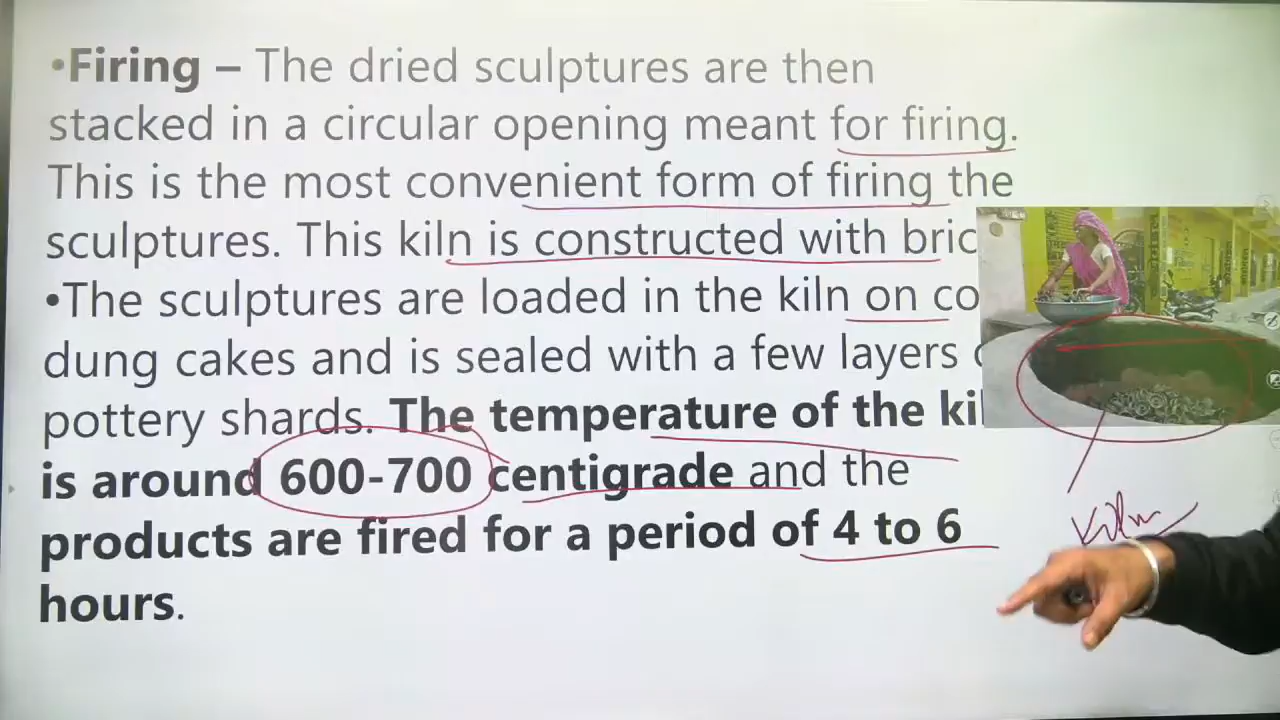 •Firing – The dried sculptures are then
stacked in a circular opening meant for firing.
This is the most convenient form of firing the
sculptures. This kiln is constructed with bric
•The sculptures are loaded in the kiln on co
dung cakes and is sealed with a few layers
pottery shards. The temperature of the kil
is around 600-700 centigrade and the
products are fired for a period of 4 to 6
hours.
Kiln